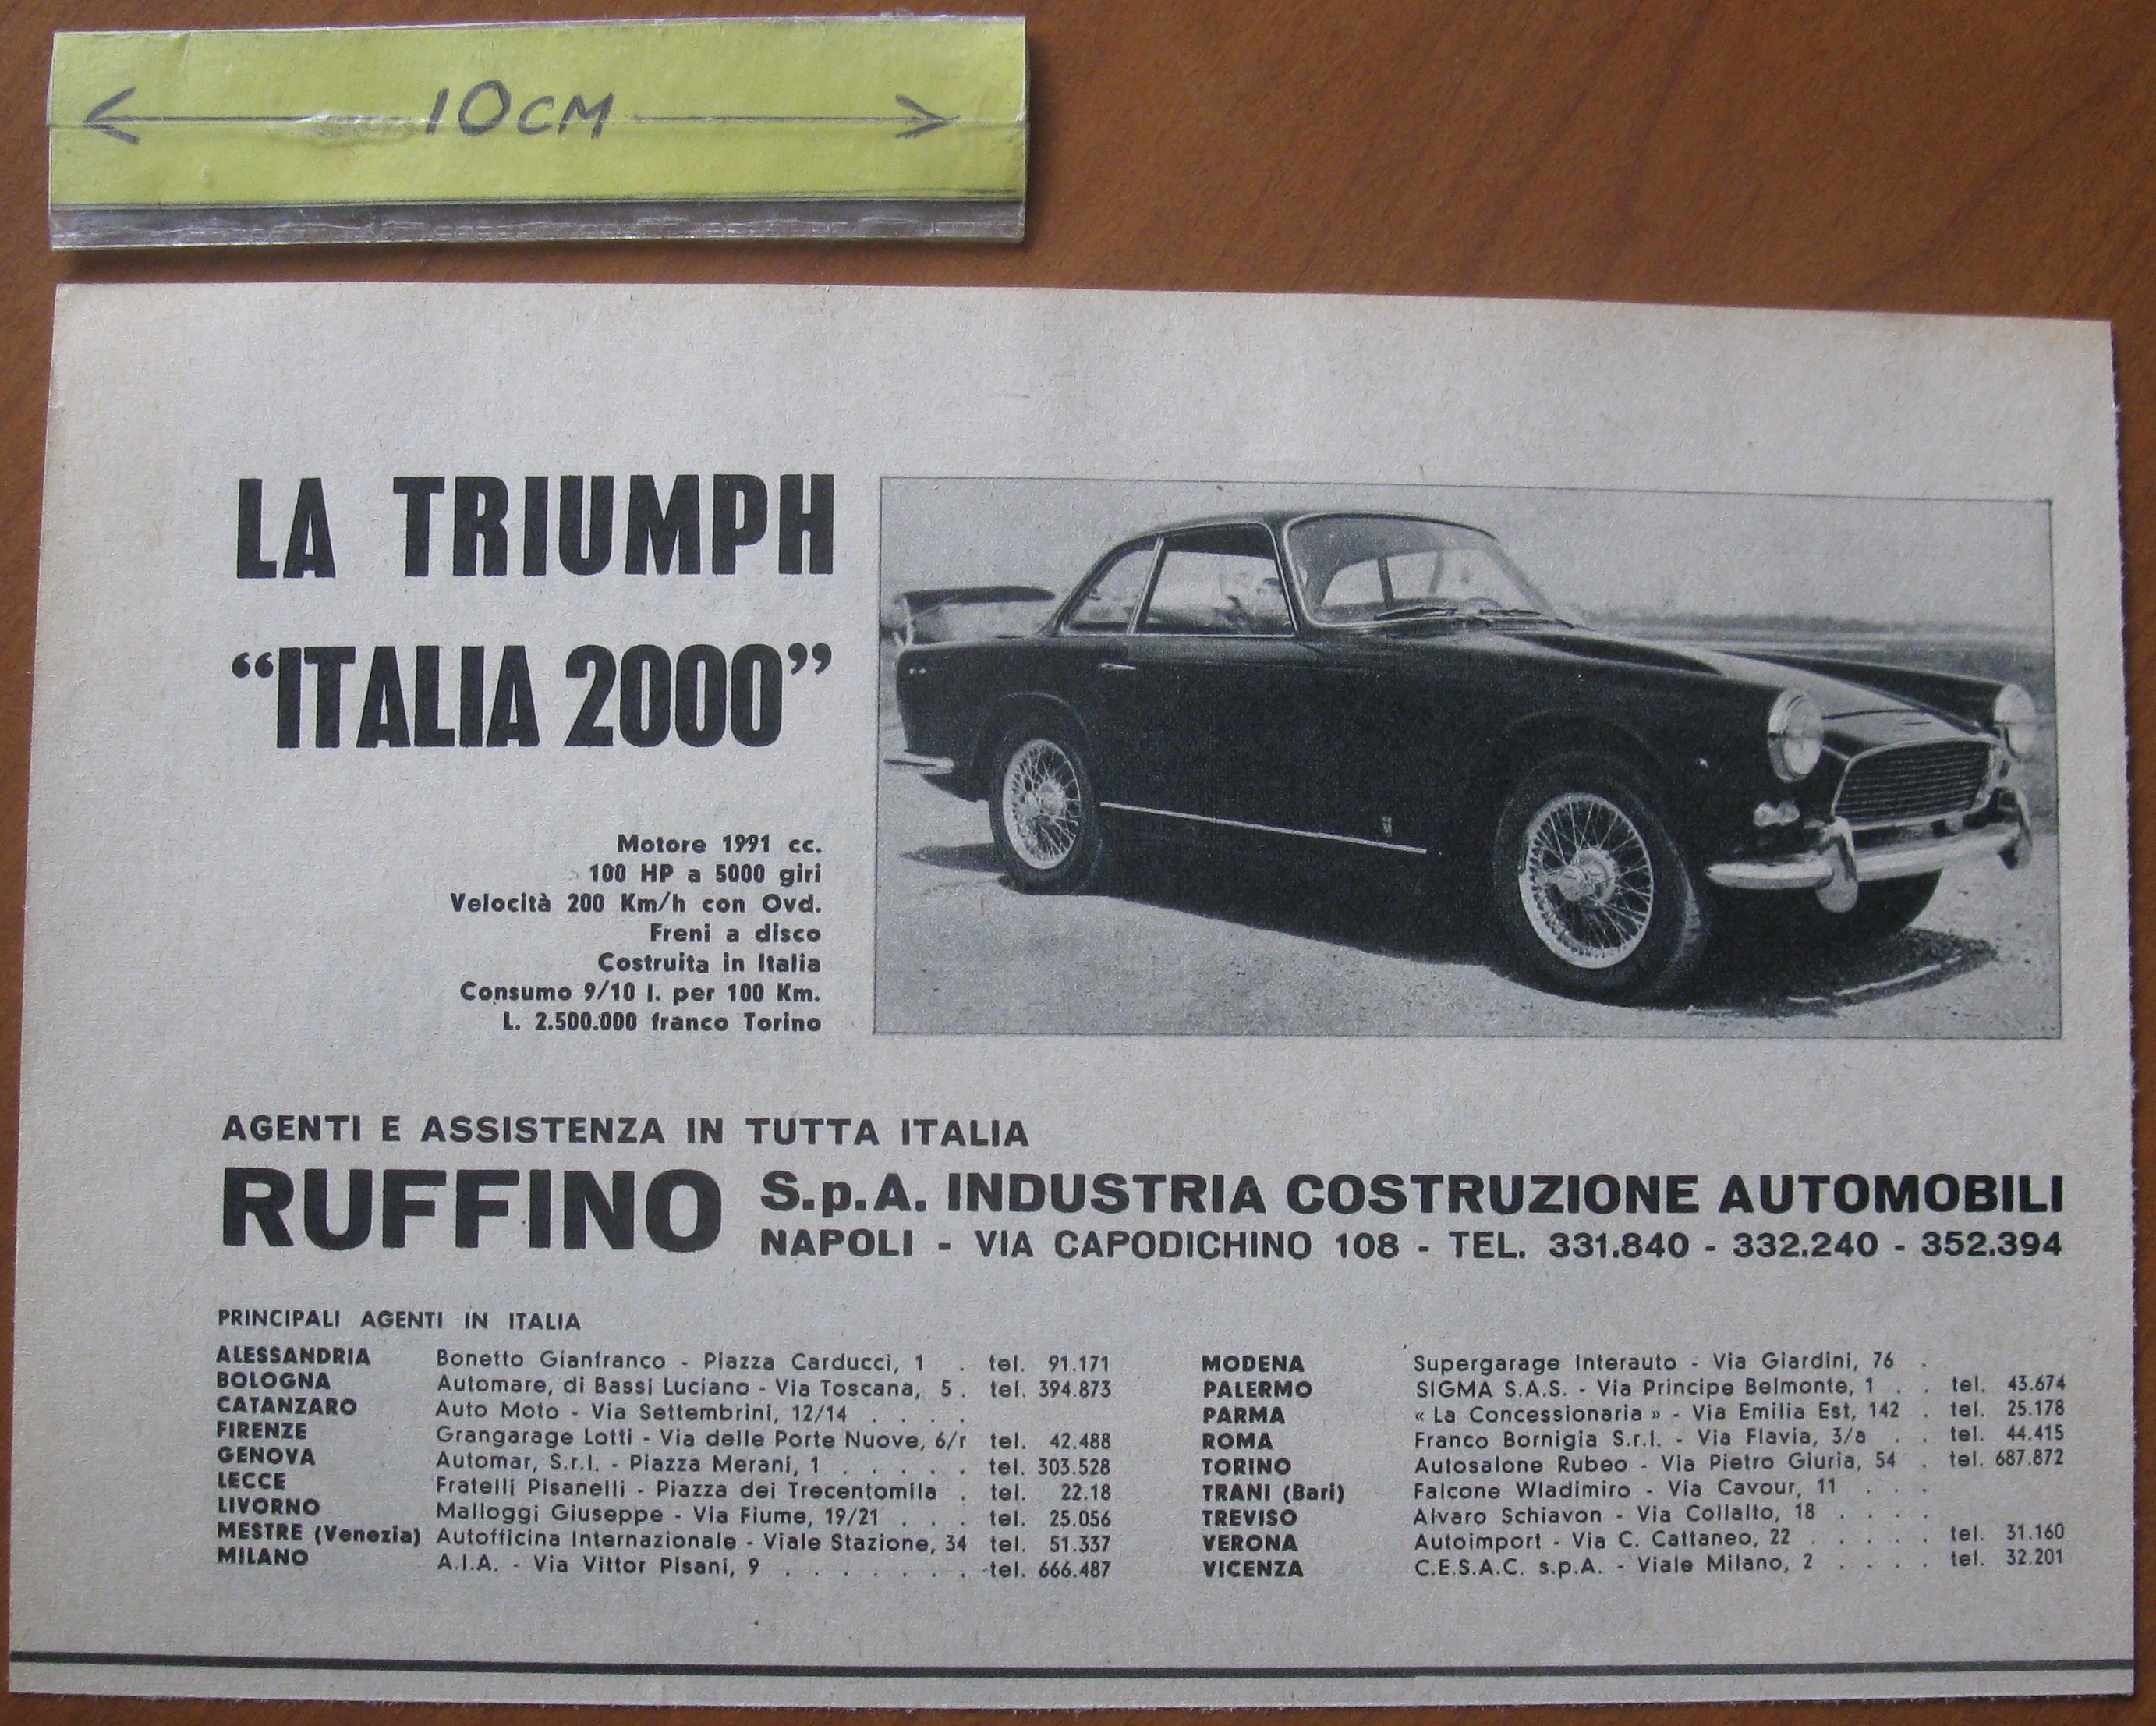 10CM
LA TRIUMPH
“ITALIA 2000”
Motore 1991 cc.
100 HP a 5000 giri
Velocità 200 Km/h con Ovd.
Freni a disco
Costruita in Italia
Consumo 9/10 l. per 100 Km.
L. 2.500.000 franco Torino
AGENTI E ASSISTENZA IN TUTTA ITALIA
RUFFINO S.p.A. INDUSTRIA COSTRUZIONE AUTOMOBILI
NAPOLI - VIA CAPODICHINO 108 - TEL. 331.840 - 332.240 - 352.394
PRINCIPALI AGENTI IN ITALIA
ALESSANDRIA Bonetto Gianfranco - Piazza Carducci, 1 . tel. 91.171
BOLOGNA Automare, di Bassi Luciano - Via Toscana, 5 . tel. 394.873
CATANZARO Auto Moto - Via Settembrini, 12/14 . . . .
FIRENZE Grangarage Lotti - Via delle Porte Nuove, 6/r tel. 42.488
GENOVA Automar, S.r.l. - Piazza Merani, 1 . . . . . tel. 303.528
LECCE Fratelli Pisanelli - Piazza dei Trecentomila . tel. 22.18
LIVORNO Malloggi Giuseppe - Via Fiume, 19/21 . . . tel. 25.056
MESTRE (Venezia) Autofficina Internazionale - Viale Stazione, 34 tel. 51.337
MILANO A.I.A. - Via Vittor Pisani, 9 . . . . . . . tel. 666.487
MODENA Supergarage Interauto - Via Giardini, 76 .
PALERMO SIGMA S.A.S. - Via Principe Belmonte, 1 . . tel. 43.674
PARMA « La Concessionaria » - Via Emilia Est, 142 . tel. 25.178
ROMA Franco Bornigia S.r.l. - Via Flavia, 3/a . . tel. 44.415
TORINO Autosalone Rubeo - Via Pietro Giuria, 54 . tel. 687.872
TRANI (Bari) Falcone Wladimiro - Via Cavour, 11 . . .
TREVISO Alvaro Schiavon - Via Collalto, 18 . . . .
VERONA Autoimport - Via C. Cattaneo, 22 . . . . . tel. 31.160
VICENZA C.E.S.A.C. s.p.A. - Viale Milano, 2 . . . . tel. 32.201